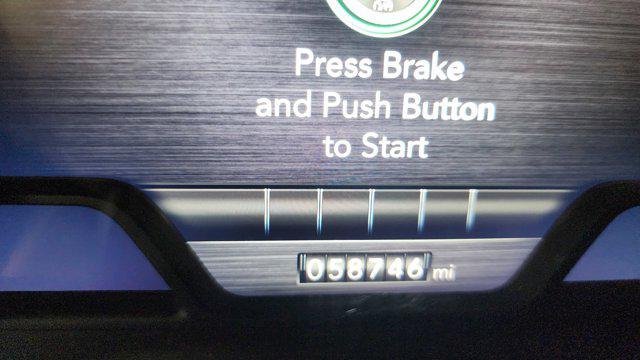 Press Brake
and Push Button
to Start
058746 mi